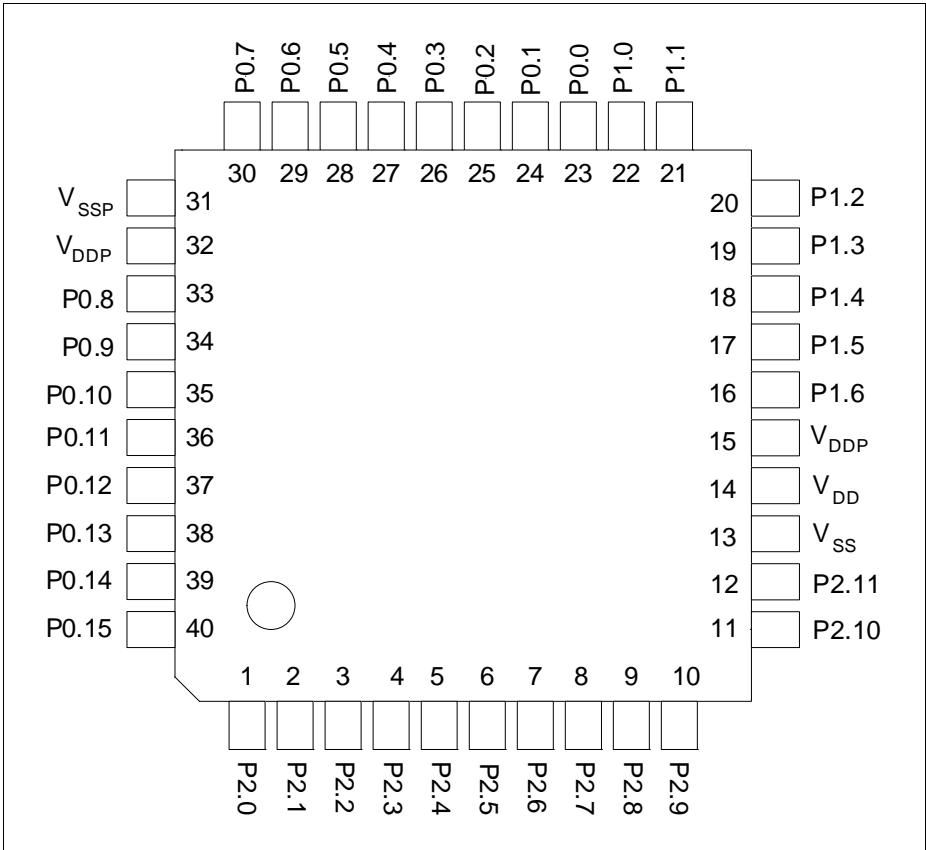 P0.7 P0.6 P0.5 P0.4 P0.3 P0.2 P0.1 P0.0 P1.0 P1.1
30 29 28 27 26 25 24 23 22 21
VSSP 31 20 P1.2
VDDP 32 19 P1.3
P0.8 33 18 P1.4
P0.9 34 17 P1.5
P0.10 35 16 P1.6
P0.11 36 15 VDDP
P0.12 37 14 VDD
P0.13 38 13 VSS
P0.14 39 12 P2.11
P0.15 40 11 P2.10
1 2 3 4 5 6 7 8 9 10
P2.0 P2.1 P2.2 P2.3 P2.4 P2.5 P2.6 P2.7 P2.8 P2.9